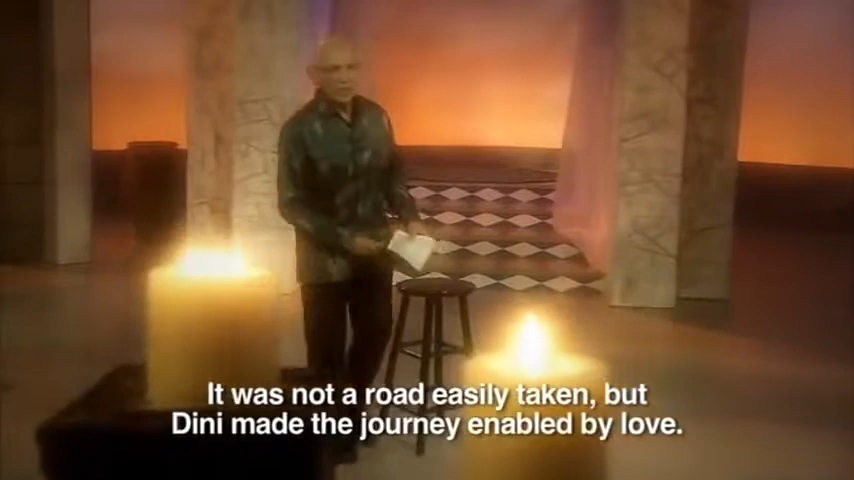 It was not a road easily taken, but
Dini made the journey enabled by love.